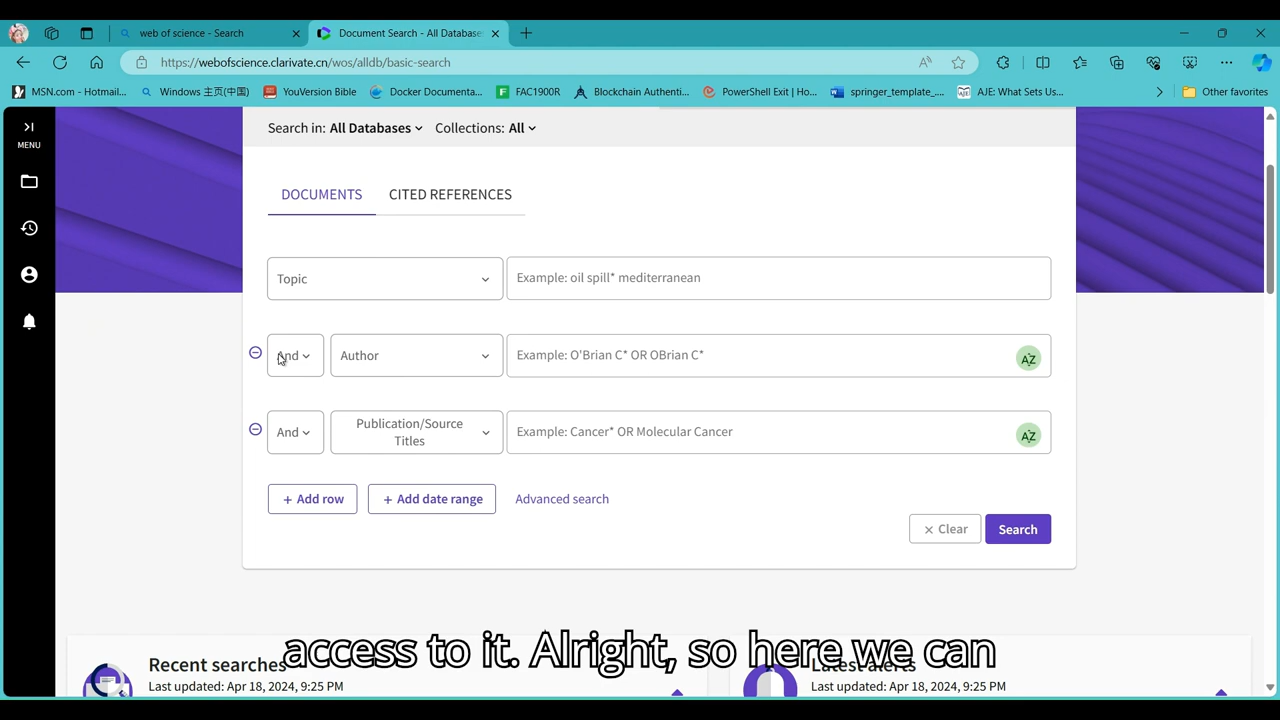 web of science - Search
Document Search - All Database
https://webofscience.clarivate.cn/wos/alldb/basic-search
MSN.com - Hotmail...
Windows 主页(中国)
YouVersion Bible
Docker Documenta...
FAC1900R
Blockchain Authenti...
PowerShell Exit | Ho...
springer_template_...
AJE: What Sets Us...
Other favorites
MENU
Search in: All Databases
Collections: All
DOCUMENTS
CITED REFERENCES
Topic
Example: oil spill* mediterranean
And
Author
Example: O'Brian C* OR OBrian C*
AZ
And
Publication/Source
Titles
Example: Cancer* OR Molecular Cancer
AZ
+ Add row
+ Add date range
Advanced search
× Clear
Search
access to it. Alright, so here we can
Recent searches
Last updated: Apr 18, 2024, 9:25 PM
Latest alerts
Last updated: Apr 18, 2024, 9:25 PM